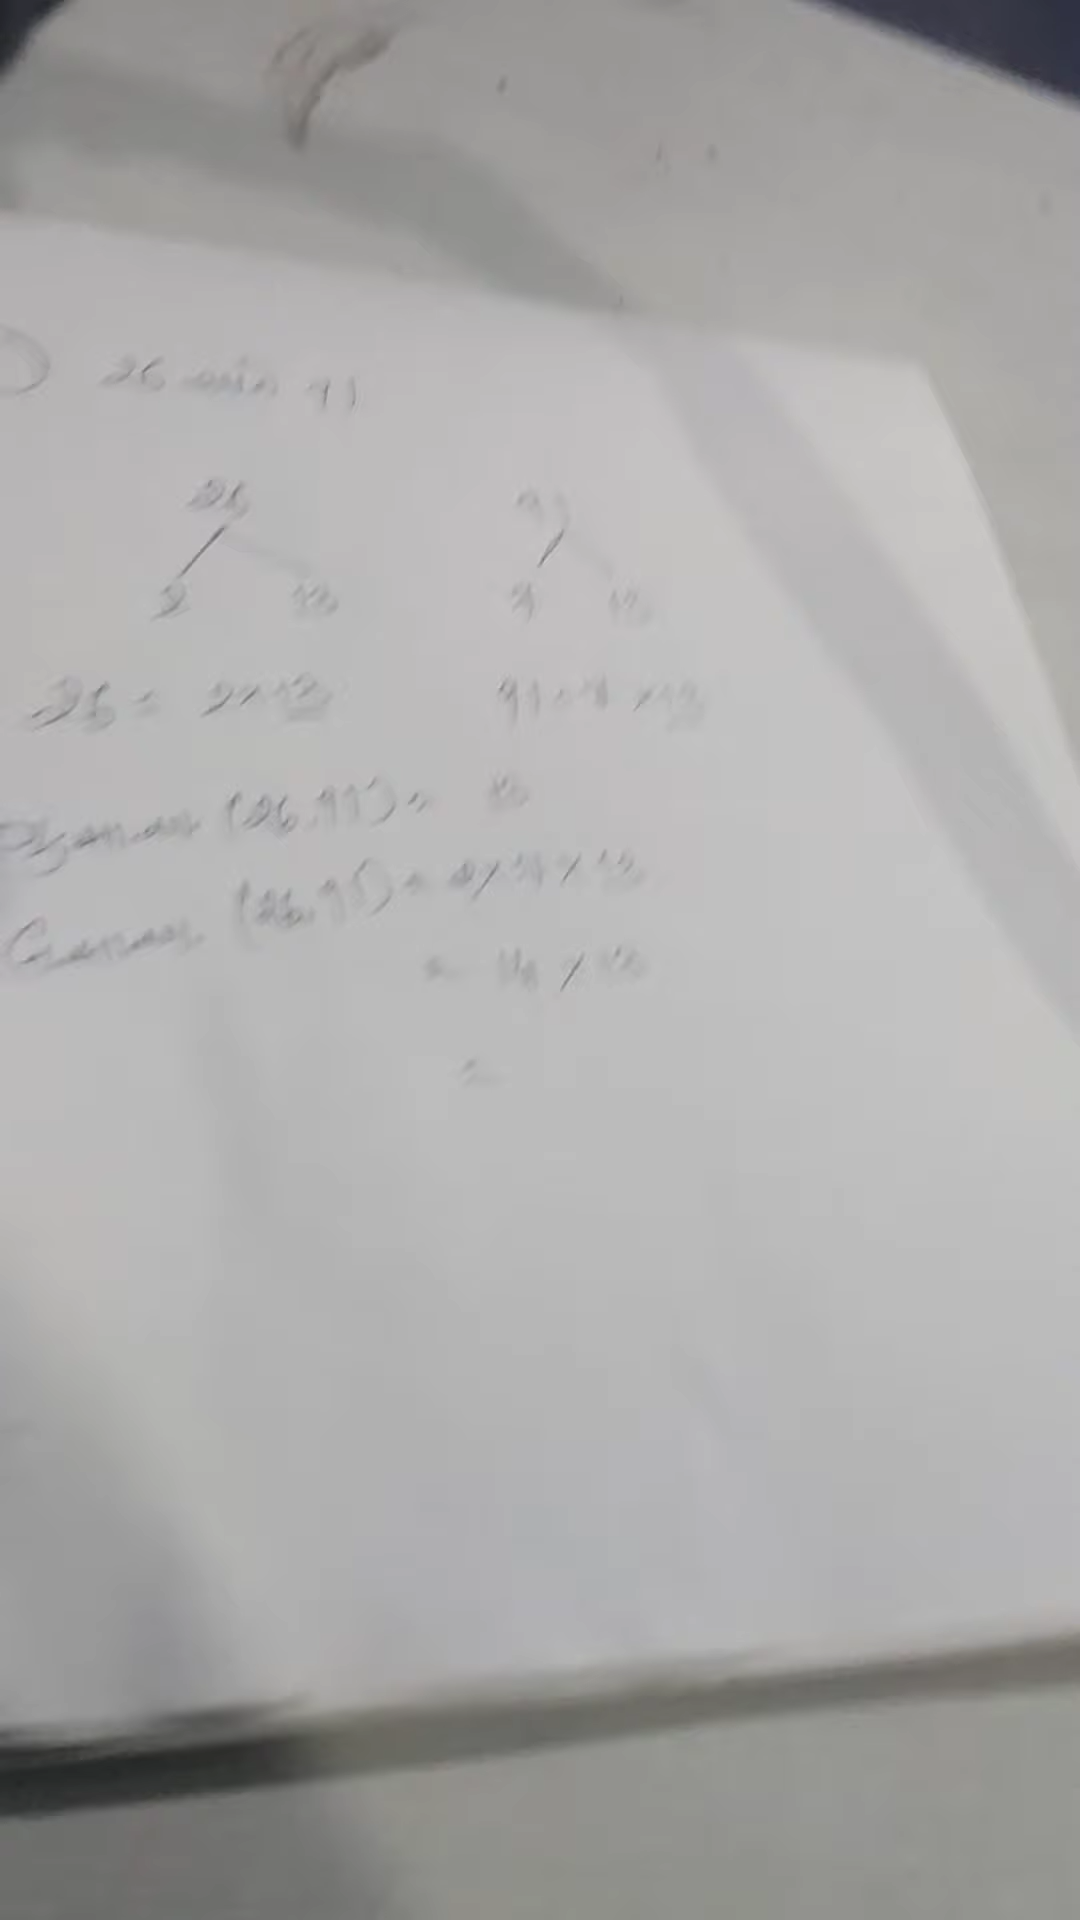 26 91
26 91
2 13 7 13
26 = 2 × 13 91 = 7 × 13
(26, 91) = 13
(26, 91) = 2 × 7 × 13
= 14 × 13
=